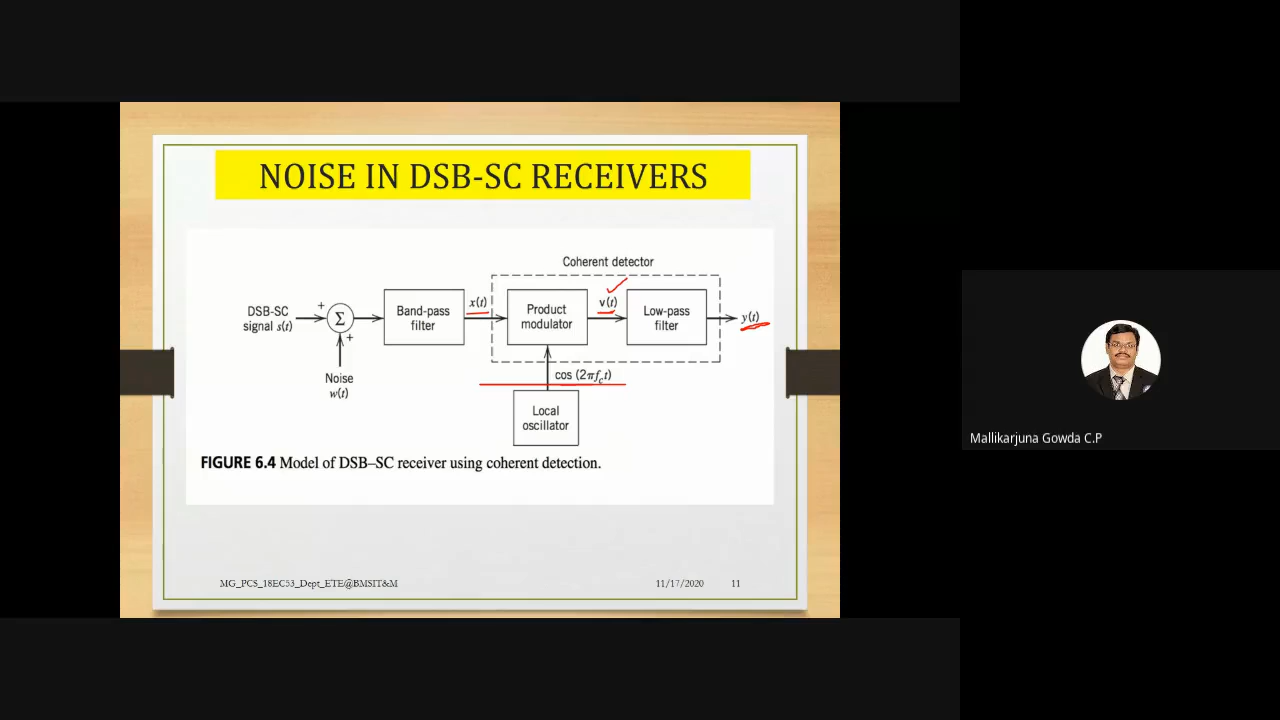 NOISE IN DSB-SC RECEIVERS
Coherent detector
DSB-SC
signal s(t)
+
Σ
+
Noise
w(t)
Band-pass
filter
x(t)
Product
modulator
v(t)
Low-pass
filter
y(t)
cos (2πf_ct)
Local
oscillator
FIGURE 6.4 Model of DSB–SC receiver using coherent detection.
MG_PCS_18EC53_Dept_ETE@BMSIT&M
11/17/2020
11
Mallikarjuna Gowda C.P